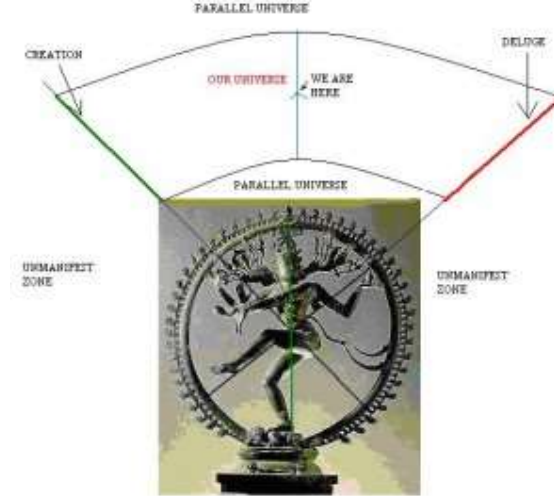 PARALLEL UNIVERSE
CREATION
DELUGE
OUR UNIVERSE
WE ARE
HERE
PARALLEL UNIVERSE
UNMANIFEST
ZONE
UNMANIFEST
ZONE